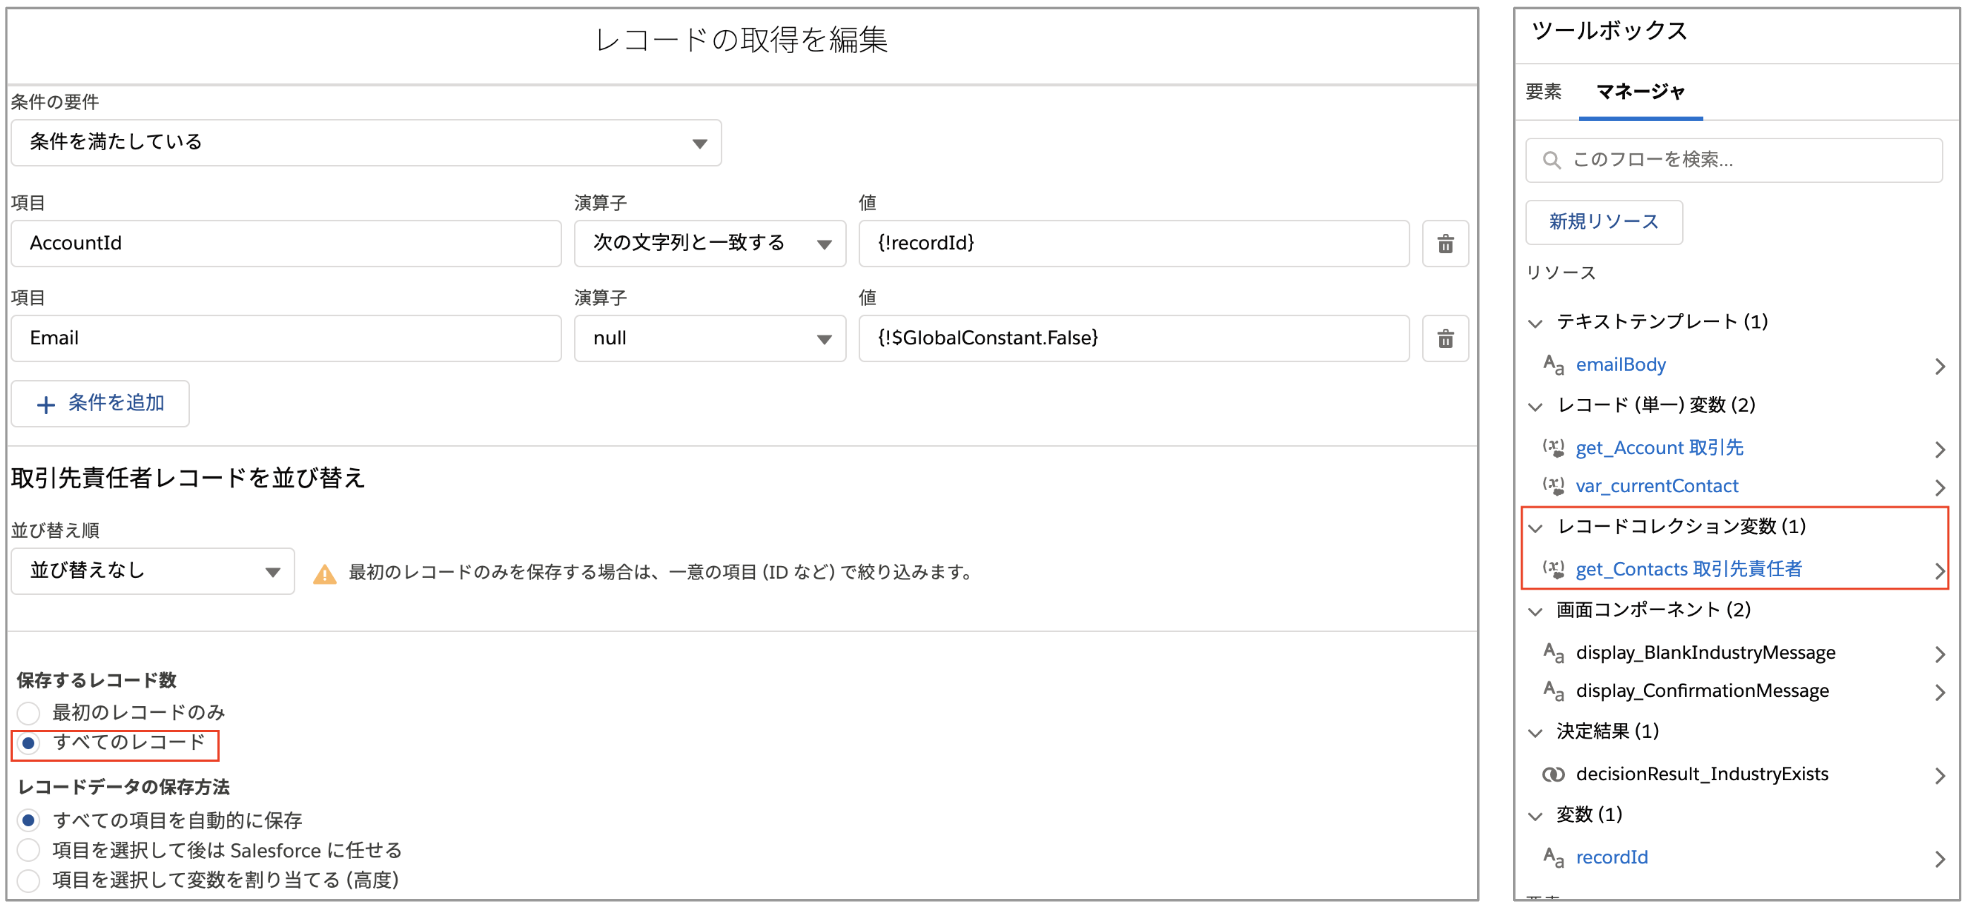 レコードの取得を編集
条件の要件
条件を満たしている
項目 演算子 値
AccountId 次の文字列と一致する {!recordId}
項目 演算子 値
Email null {!$GlobalConstant.False}
+ 条件を追加
取引先責任者レコードを並び替え
並び替え順
並び替えなし 最初のレコードのみを保存する場合は、一意の項目 (ID など) で絞り込みます。
保存するレコード数
最初のレコードのみ
すべてのレコード
レコードデータの保存方法
すべての項目を自動的に保存
項目を選択して後は Salesforce に任せる
項目を選択して変数を割り当てる (高度)
ツールボックス
要素 マネージャ
このフローを検索...
新規リソース
リソース
テキストテンプレート (1)
emailBody
レコード (単一) 変数 (2)
get_Account 取引先
var_currentContact
レコードコレクション変数 (1)
get_Contacts 取引先責任者
画面コンポーネント (2)
display_BlankIndustryMessage
display_ConfirmationMessage
決定結果 (1)
decisionResult_IndustryExists
変数 (1)
recordId